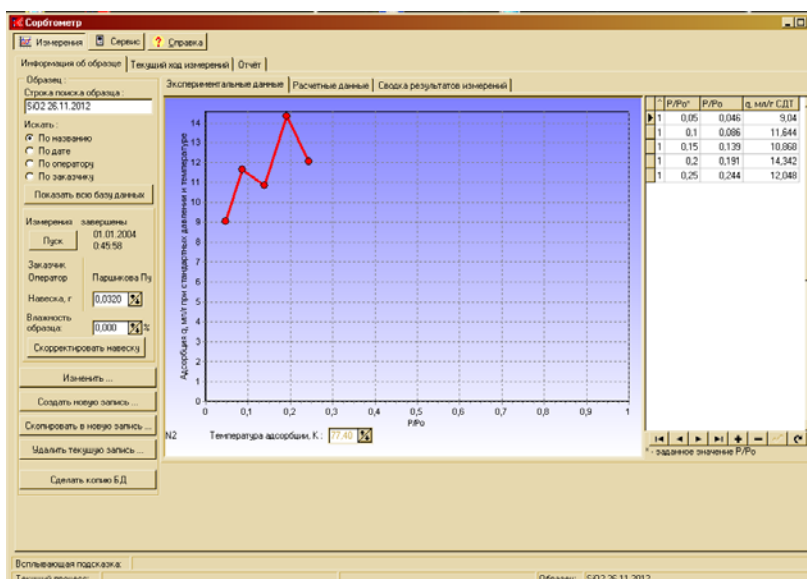 Сорбтометр
Измерения Сервис ? Справка
Информация об образце Текущий ход измерений Отчёт
Образец :
Строка поиска образца :
SiO2 26.11.2012
Искать :
По названию
По дате
По оператору
По заказчику
Показать всю базу данных
Измерения завершены
Пуск 01.01.2004
0:45:58
Заказчик
Оператор Паршикова Пу
Навеска, г 0,0320
Влажность
образца: 0,000 %
Скорректировать навеску
Изменить ...
Создать новую запись ...
Скопировать в новую запись ...
Удалить текущую запись ...
Сделать копию БД
Экспериментальные данные Расчетные данные Сводка результатов измерений
Адсорбция q, мл/г при стандартных давлении и температуре
14
13
12
11
10
9
8
7
6
5
4
3
2
1
0
0 0,1 0,2 0,3 0,4 0,5 0,6 0,7 0,8 0,9 1
P/Po
N2 Температура адсорбции, К : 77,40
* P/Po* P/Po q, мл/г СДТ
1 0,05 0,046 9,04
1 0,1 0,086 11,644
1 0,15 0,139 10,868
1 0,2 0,191 14,342
1 0,25 0,244 12,048
* - заданное значение P/Po
Всплывающая подсказка:
Текущий процесс: Образец: SiO2 26.11.2012